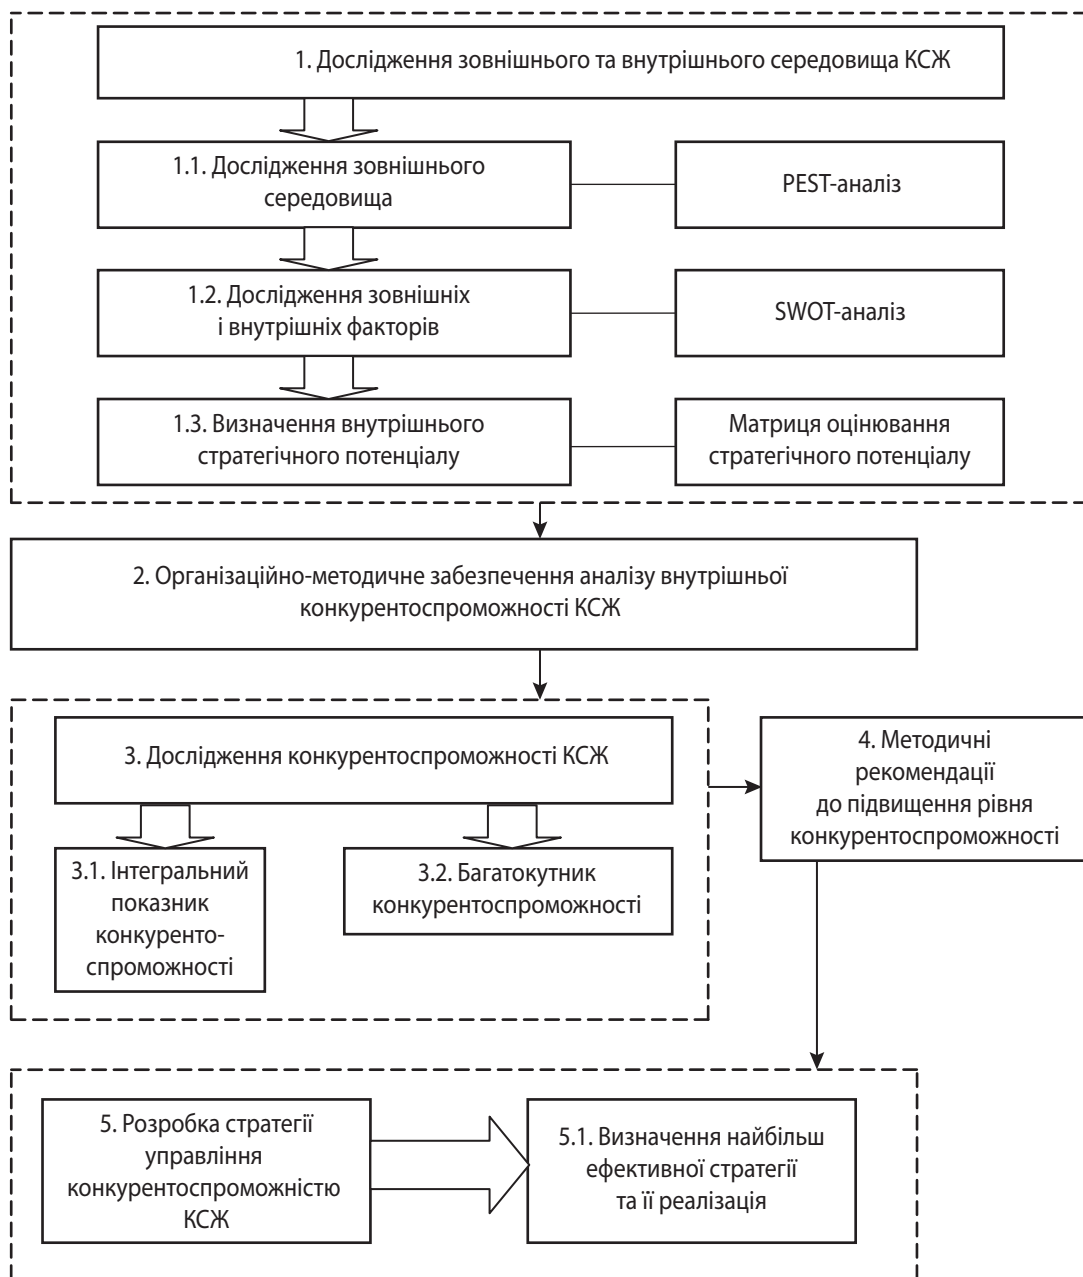 1. Дослідження зовнішнього та внутрішнього середовища КСЖ
1.1. Дослідження зовнішнього
середовища
PEST-аналіз
1.2. Дослідження зовнішніх
і внутрішніх факторів
SWOT-аналіз
1.3. Визначення внутрішнього
стратегічного потенціалу
Матриця оцінювання
стратегічного потенціалу
2. Організаційно-методичне забезпечення аналізу внутрішньої
конкурентоспроможності КСЖ
3. Дослідження конкурентоспроможності КСЖ
4. Методичні
рекомендації
до підвищення рівня
конкурентоспроможності
3.1. Інтегральний
показник
конкуренто-
спроможності
3.2. Багатокутник
конкурентоспроможності
5. Розробка стратегії
управління
конкурентоспроможністю
КСЖ
5.1. Визначення найбільш
ефективної стратегії
та її реалізація